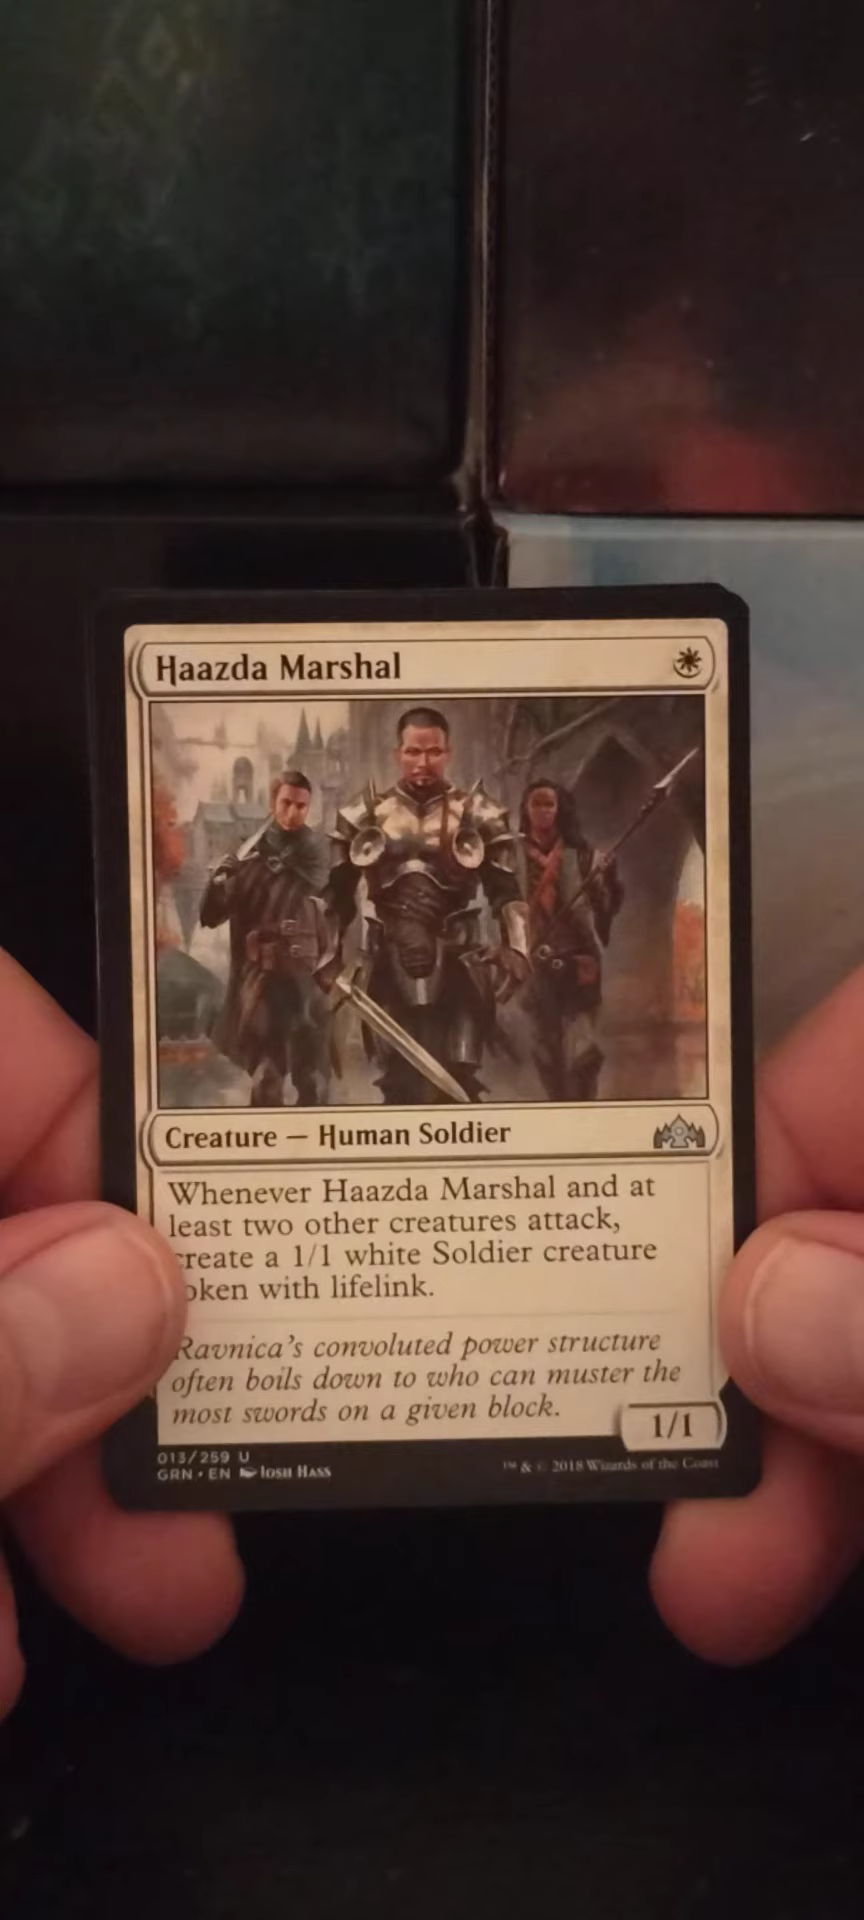 Haazda Marshal
Creature — Human Soldier
Whenever Haazda Marshal and at
least two other creatures attack,
create a 1/1 white Soldier creature
oken with lifelink.
Ravnica's convoluted power structure
often boils down to who can muster the
most swords on a given block.
1/1
013/259 U
GRN • EN Josh Hass
™ & © 2018 Wizards of the Coast